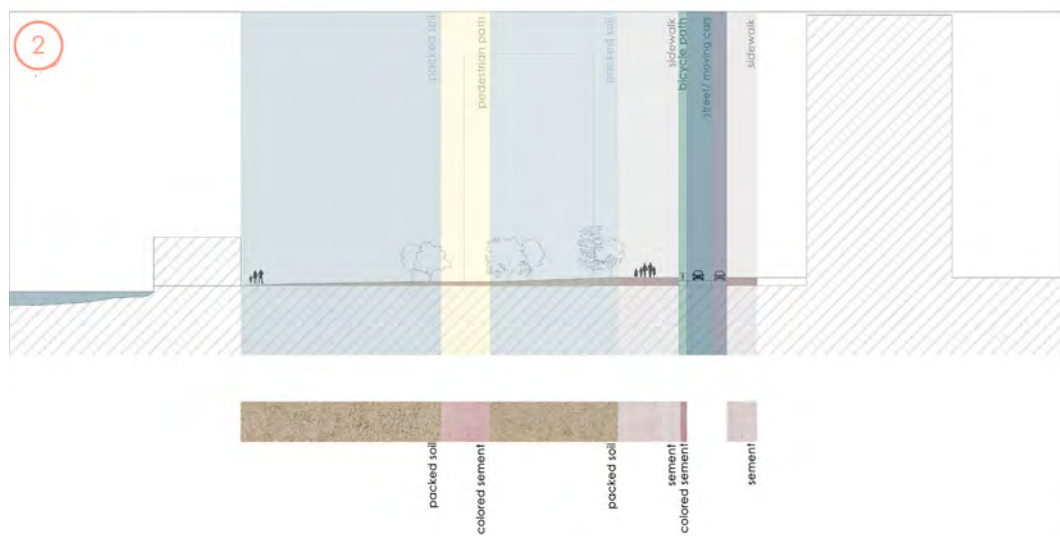 2
packed soil
pedestrian path
packed soil
sidewalk
bicycle path
street/ moving cars
sidewalk
packed soil
colored sement
packed soil
sement
colored sement
sement